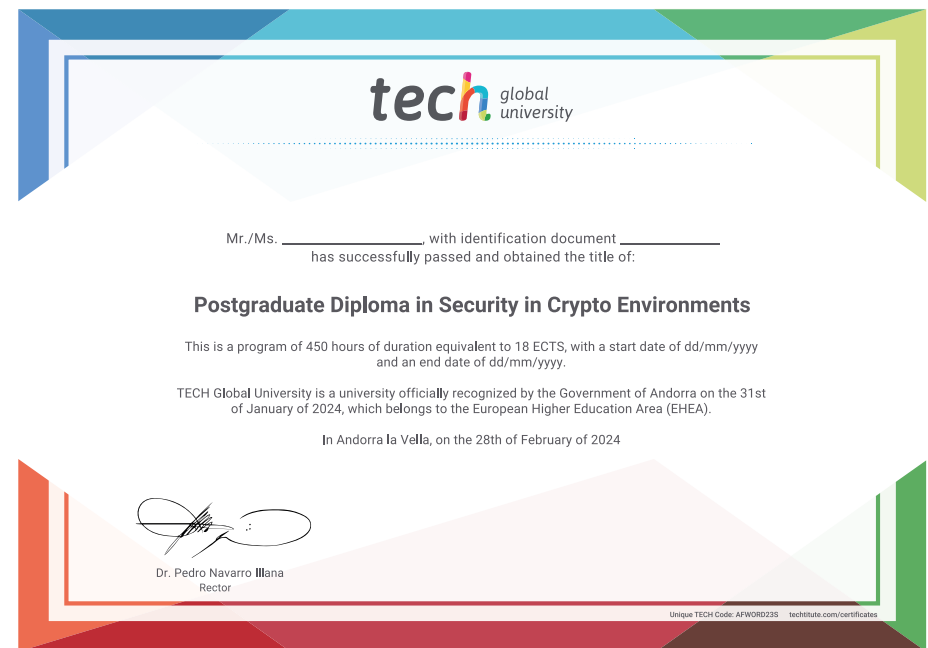 tech global
university
Mr./Ms. ____________, with identification document ____________
has successfully passed and obtained the title of:
Postgraduate Diploma in Security in Crypto Environments
This is a program of 450 hours of duration equivalent to 18 ECTS, with a start date of dd/mm/yyyy
and an end date of dd/mm/yyyy.
TECH Global University is a university officially recognized by the Government of Andorra on the 31st
of January of 2024, which belongs to the European Higher Education Area (EHEA).
In Andorra la Vella, on the 28th of February of 2024
Dr. Pedro Navarro Illana
Rector
Unique TECH Code: AFWORD23S techtitute.com/certificates